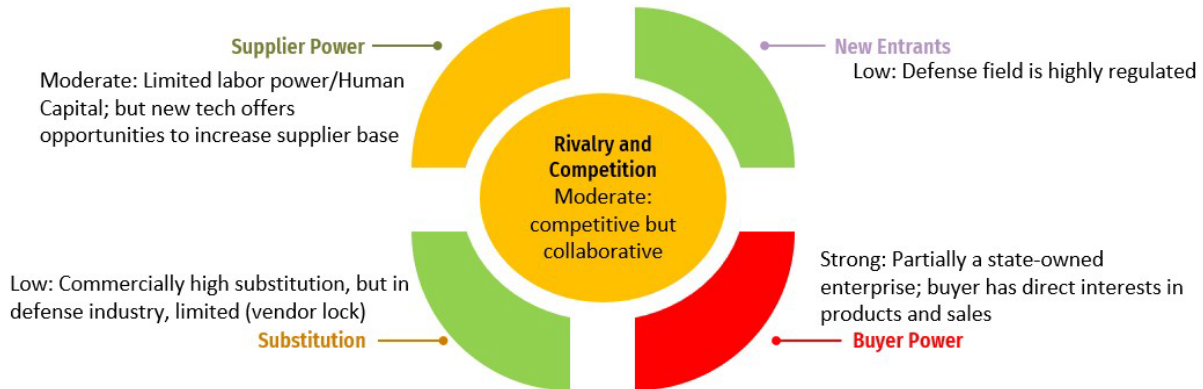 Supplier Power
Moderate: Limited labor power/Human
Capital; but new tech offers
opportunities to increase supplier base
New Entrants
Low: Defense field is highly regulated
Rivalry and
Competition
Moderate:
competitive but
collaborative
Low: Commercially high substitution, but in
defense industry, limited (vendor lock)
Substitution
Strong: Partially a state-owned
enterprise; buyer has direct interests in
products and sales
Buyer Power